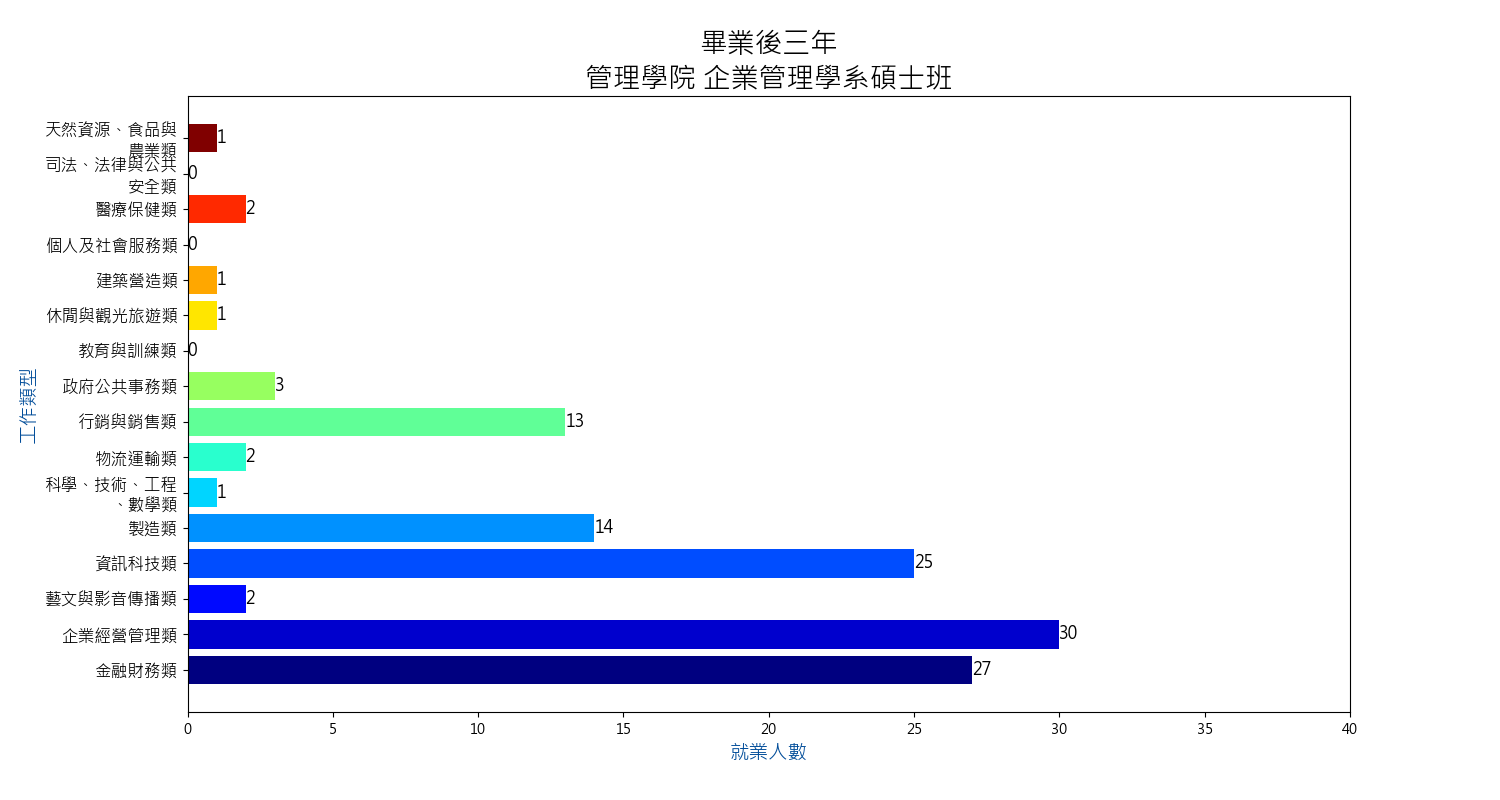 畢業後三年
管理學院 企業管理學系碩士班
天然資源、食品與
農業類
1
司法、法律與公共
安全類
0
醫療保健類
2
個人及社會服務類
0
建築營造類
1
休閒與觀光旅遊類
1
教育與訓練類
0
政府公共事務類
3
行銷與銷售類
13
物流運輸類
2
科學、技術、工程
、數學類
1
製造類
14
資訊科技類
25
藝文與影音傳播類
2
企業經營管理類
30
金融財務類
27
工作類型
0 5 10 15 20 25 30 35 40
就業人數